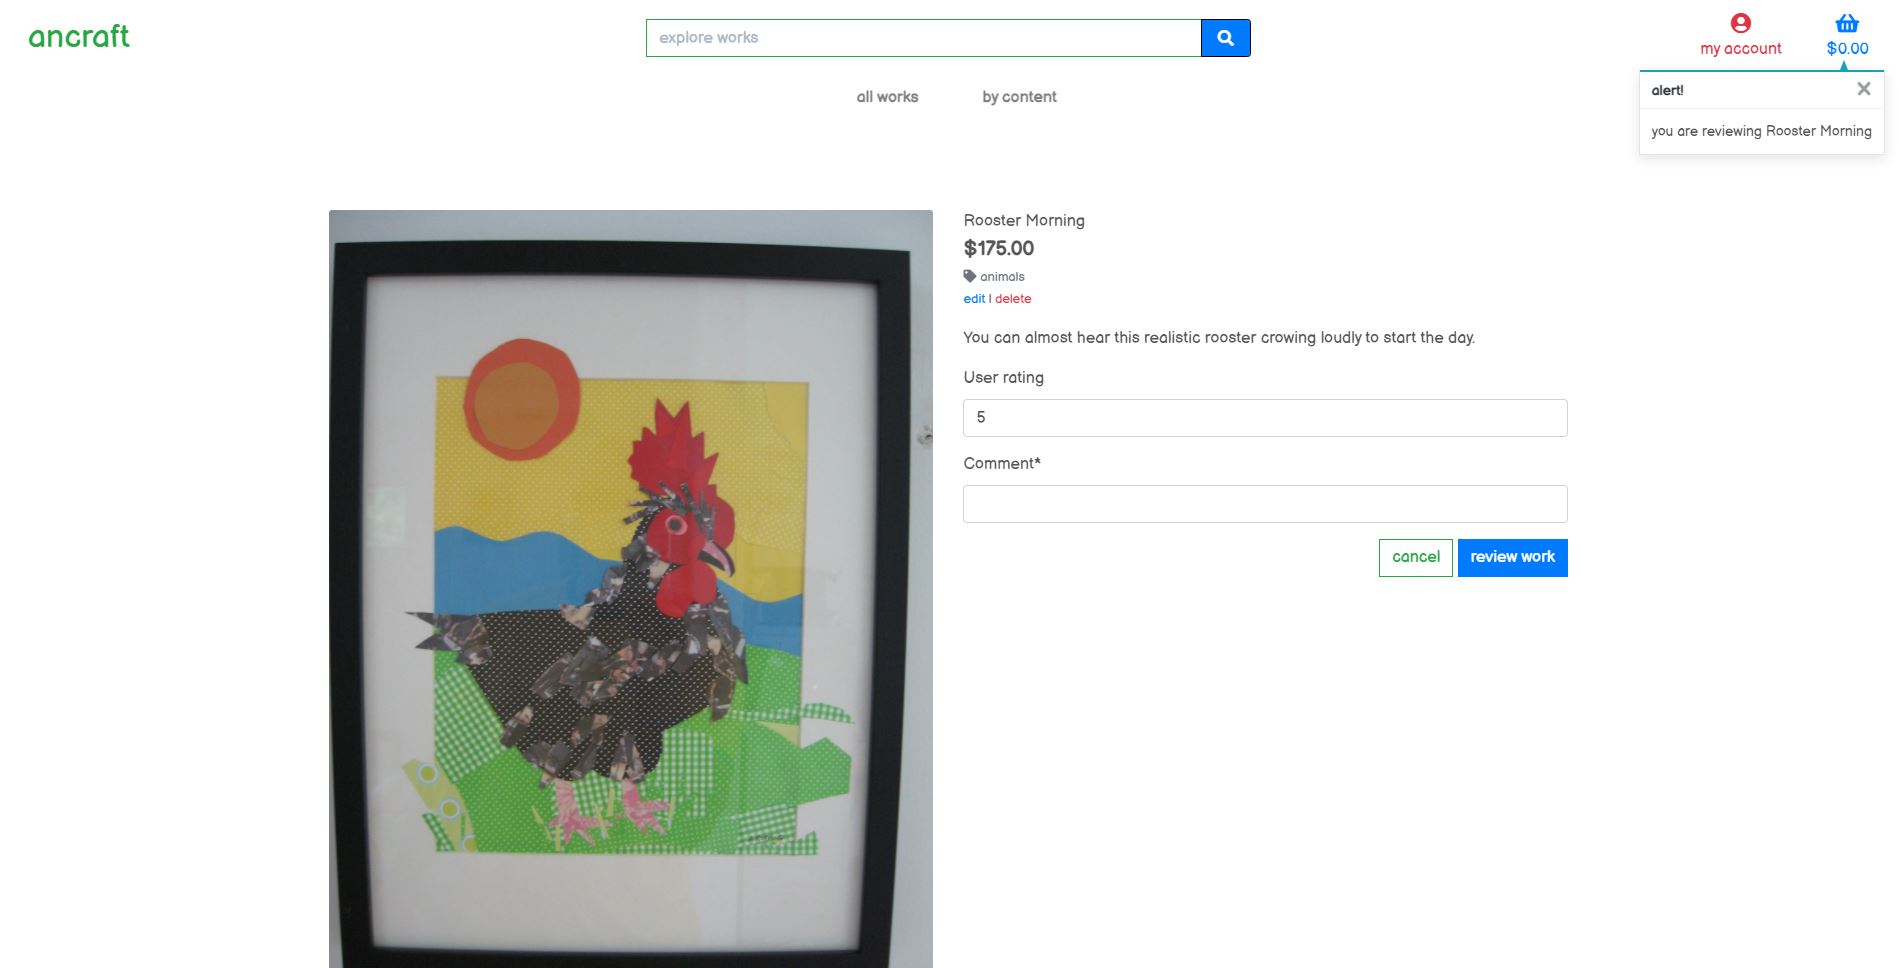 ancraft
explore works
my account
$0.00
all works
by content
alert!
you are reviewing Rooster Morning
Rooster Morning
$175.00
animals
edit | delete
You can almost hear this realistic rooster crowing loudly to start the day.
User rating
5
Comment*
cancel
review work